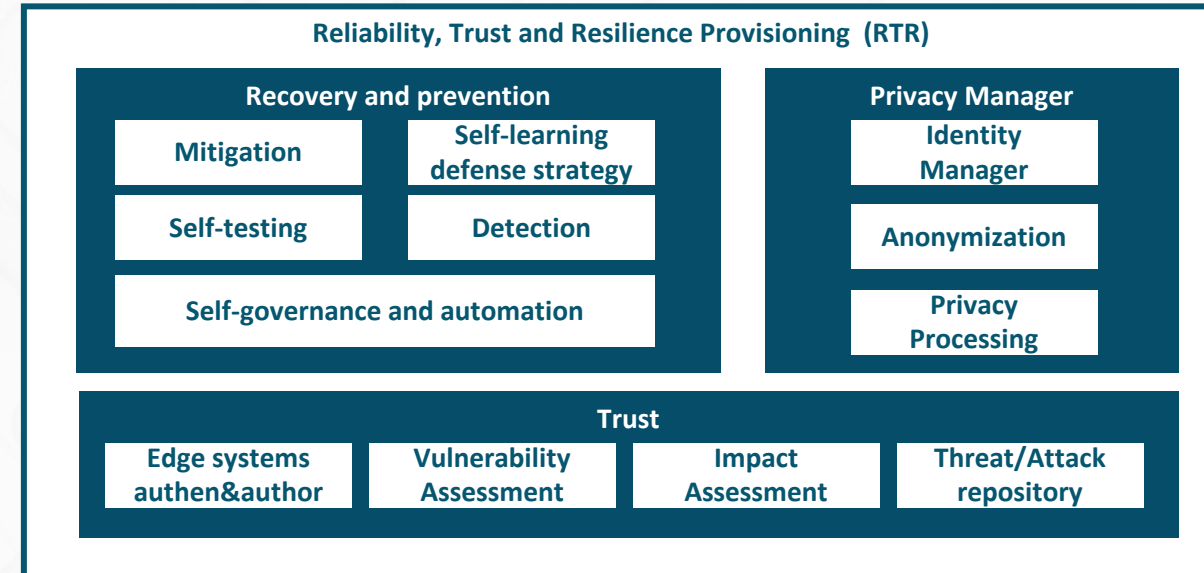 Reliability, Trust and Resilience Provisioning (RTR)
Recovery and prevention
Mitigation
Self-learning
defense strategy
Self-testing
Detection
Self-governance and automation
Privacy Manager
Identity
Manager
Anonymization
Privacy
Processing
Trust
Edge systems
authen&author
Vulnerability
Assessment
Impact
Assessment
Threat/Attack
repository